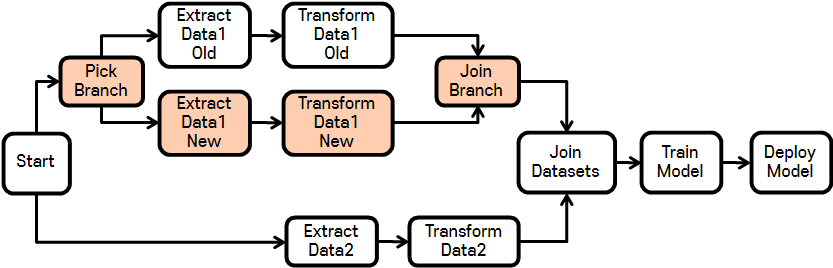 Extract
Data1
Old
Transform
Data1
Old
Pick
Branch
Join
Branch
Extract
Data1
New
Transform
Data1
New
Start
Join
Datasets
Train
Model
Deploy
Model
Extract
Data2
Transform
Data2